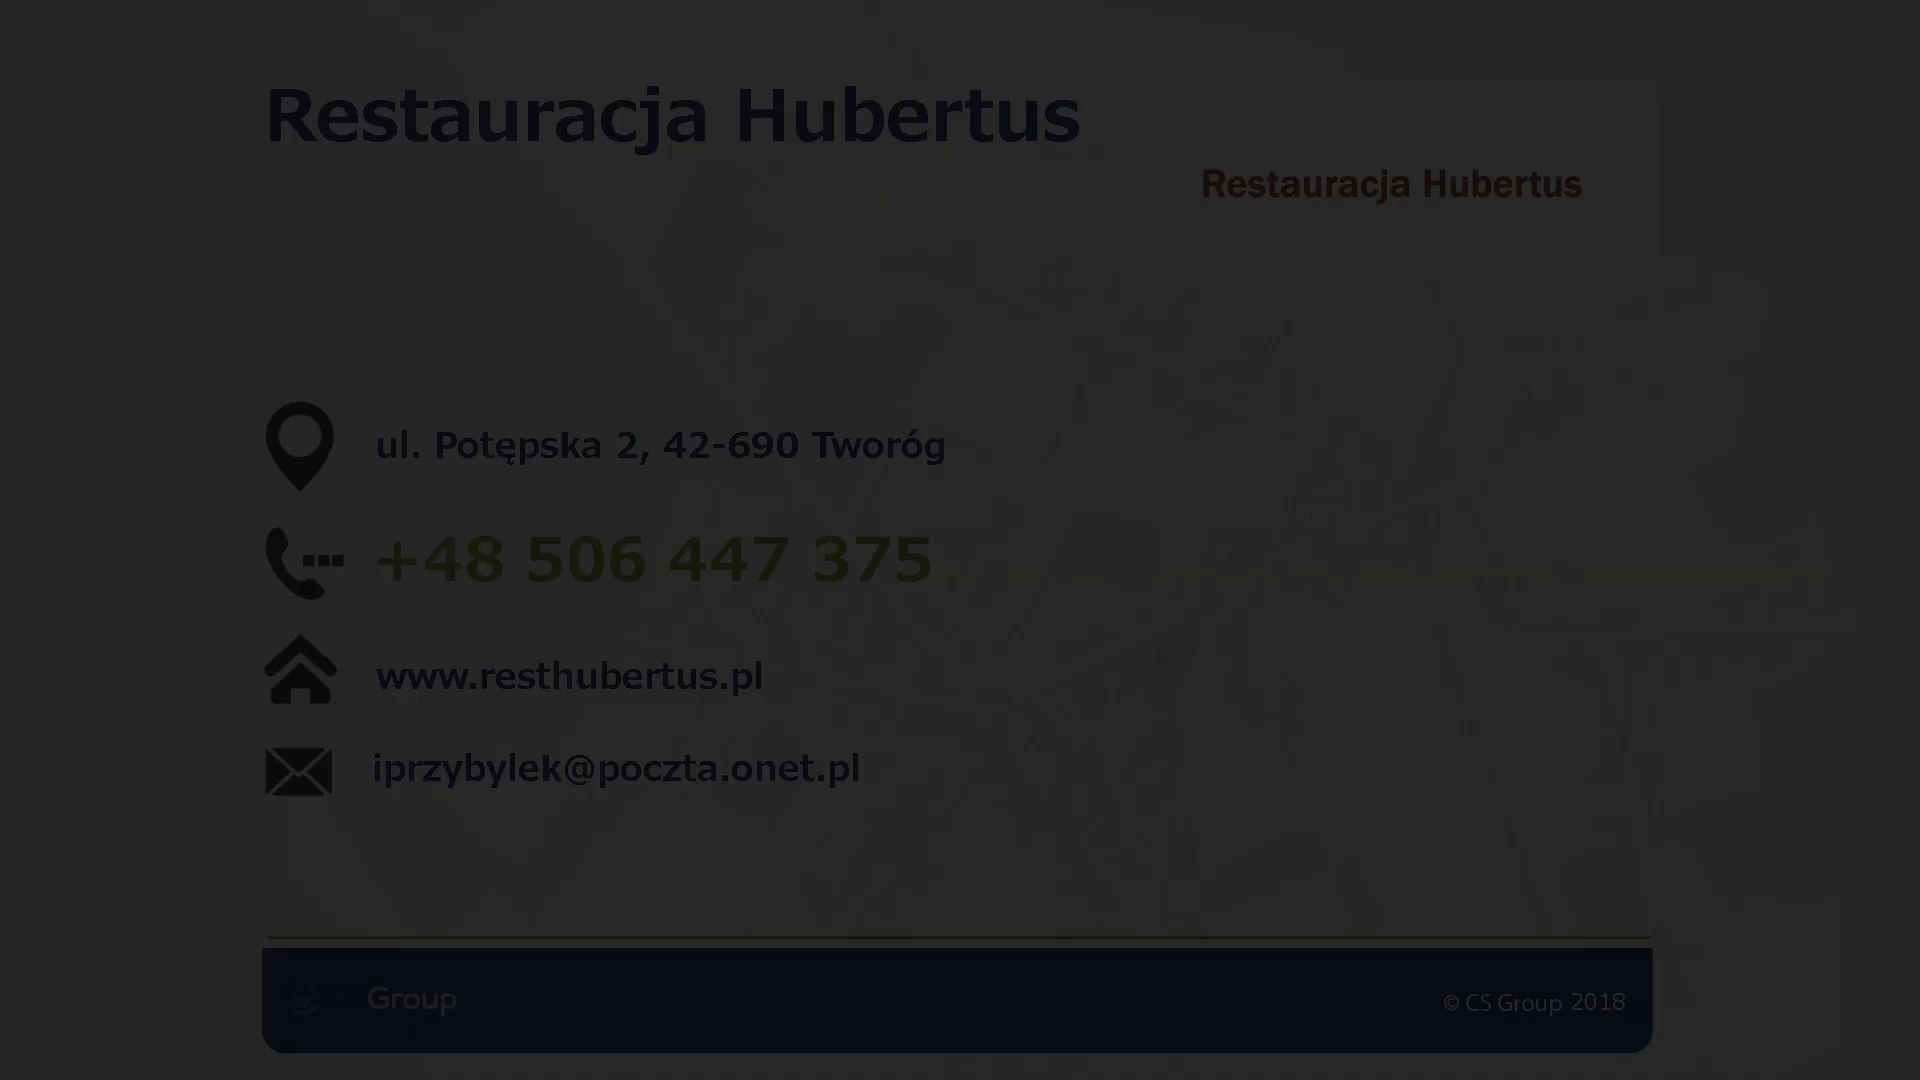 Restauracja Hubertus
Restauracja Hubertus
ul. Potępska 2, 42-690 Tworóg
+48 506 447 375
www.resthubertus.pl
iprzybylek@poczta.onet.pl
Group
© CS Group 2018